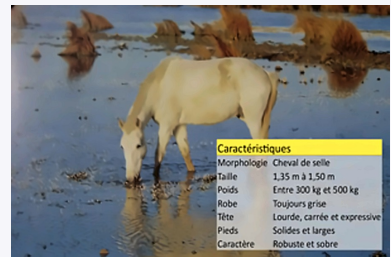 Caractéristiques
Morphologie Cheval de selle
Taille 1,35 m à 1,50 m
Poids Entre 300 kg et 500 kg
Robe Toujours grise
Tête Lourde, carrée et expressive
Pieds Solides et larges
Caractère Robuste et sobre